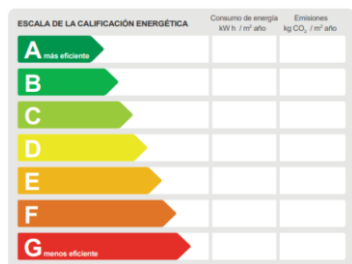 ESCALA DE LA CALIFICACIÓN ENERGÉTICA
Consumo de energía
kW h / m² año
Emisiones
kg CO₂ / m² año
A más eficiente
B
C
D
E
F
G menos eficiente